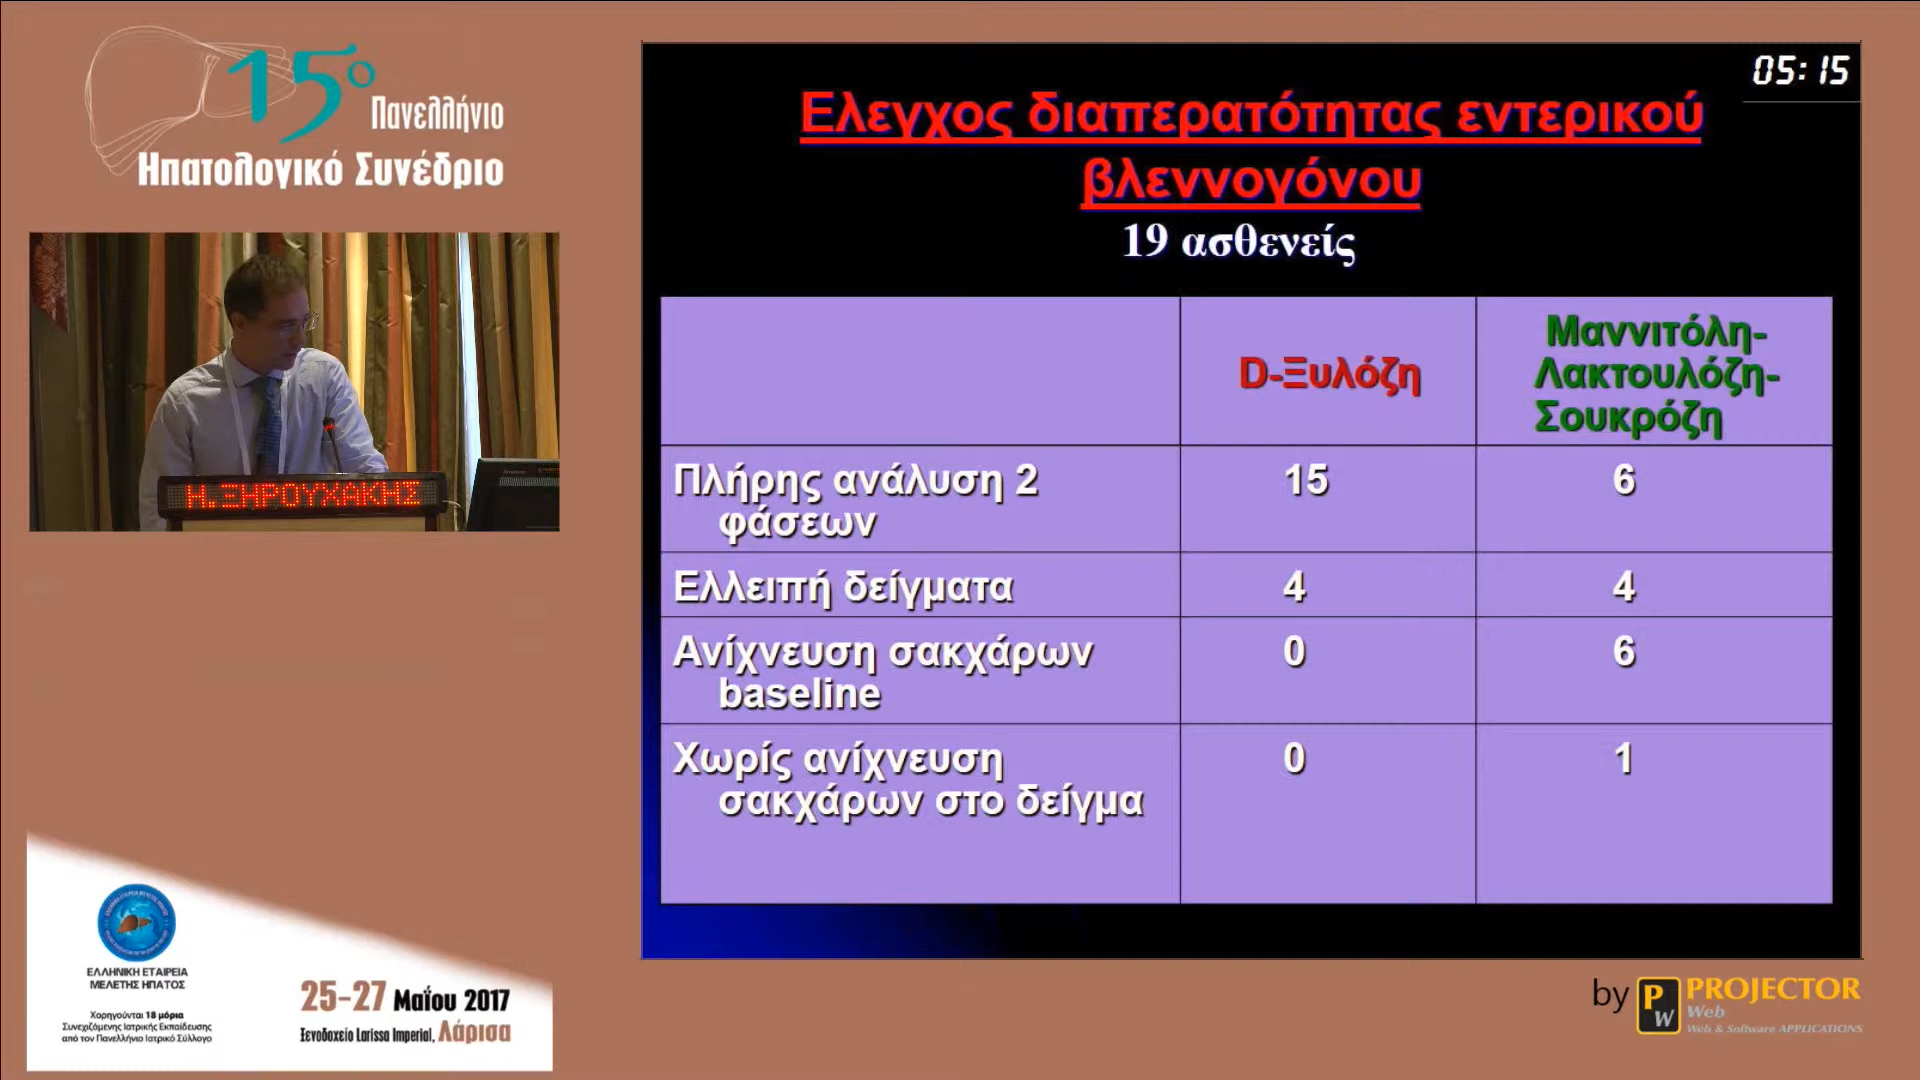 15ο
Πανελλήνιο
Ηπατολογικό Συνέδριο
Η.ΞΗΡΟΥΧΑΚΗΣ
05:15
Ελεγχος διαπερατότητας εντερικού
βλεννογόνου
19 ασθενείς
D-Ξυλόζη
Μαννιτόλη-
Λακτουλόζη-
Σουκρόζη
Πλήρης ανάλυση 2
φάσεων
15
6
Ελλειπή δείγματα
4
4
Ανίχνευση σακχάρων
baseline
0
6
Χωρίς ανίχνευση
σακχάρων στο δείγμα
0
1
ΕΛΛΗΝΙΚΗ ΕΤΑΙΡΕΙΑ
ΜΕΛΕΤΗΣ ΗΠΑΤΟΣ
Χορηγούνται 18 μόρια
Συνεχιζόμενης Ιατρικής Εκπαίδευσης
από τον Πανελλήνιο Ιατρικό Σύλλογο
25-27 Μαΐου 2017
Ξενοδοχείο Larissa Imperial, Λάρισα
by PW PROJECTOR
Web
Web & Software APPLICATIONS